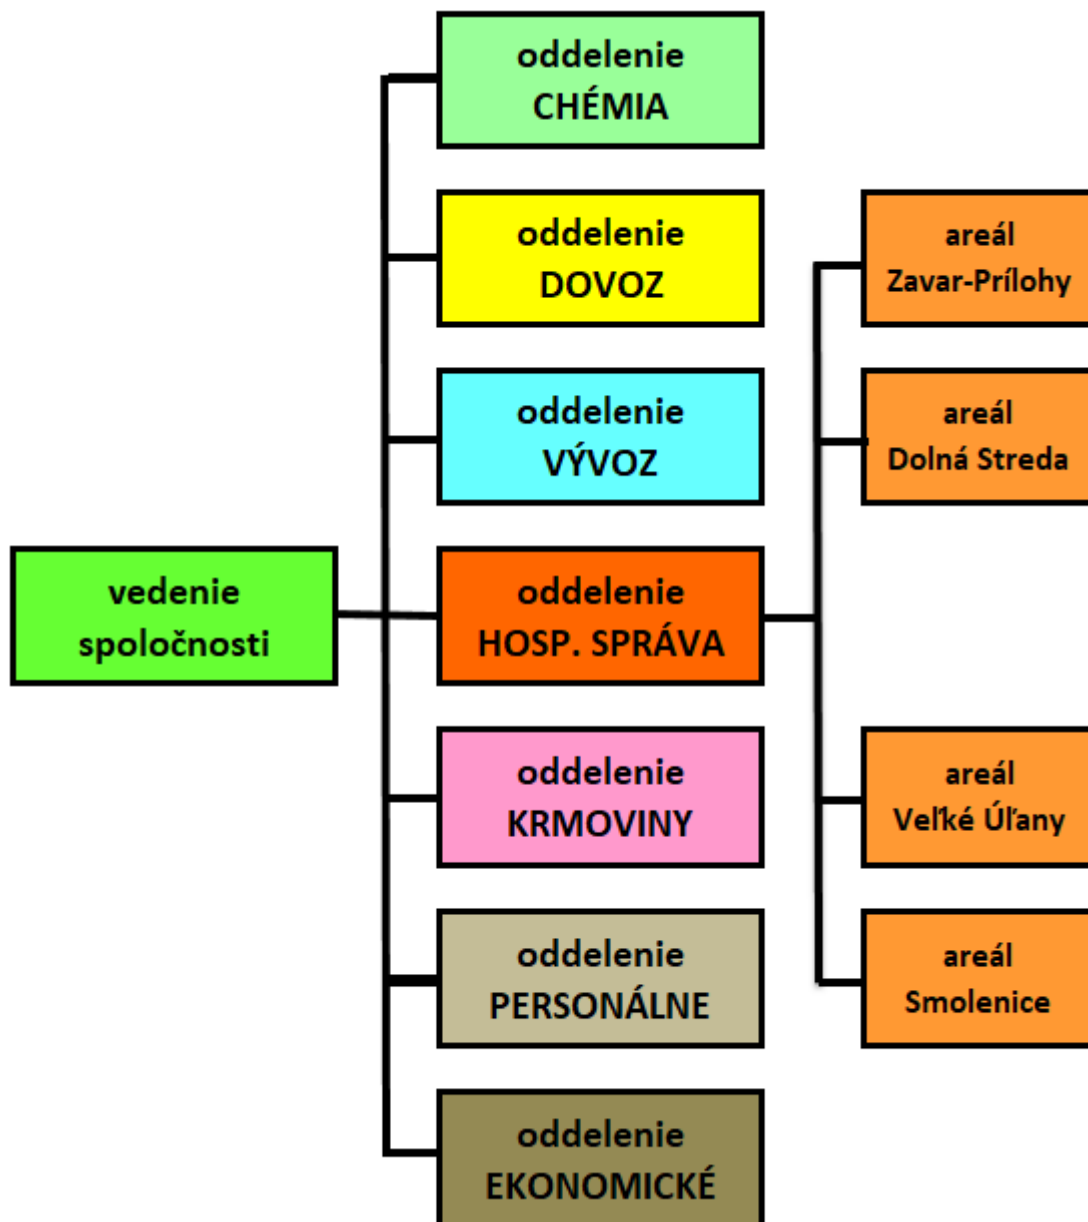 oddelenie
CHÉMIA
oddelenie
DOVOZ
oddelenie
VÝVOZ
vedenie
spoločnosti
oddelenie
HOSP. SPRÁVA
oddelenie
KRMOVINY
oddelenie
PERSONÁLNE
oddelenie
EKONOMICKÉ
areál
Zavar-Prílohy
areál
Dolná Streda
areál
Veľké Úľany
areál
Smolenice